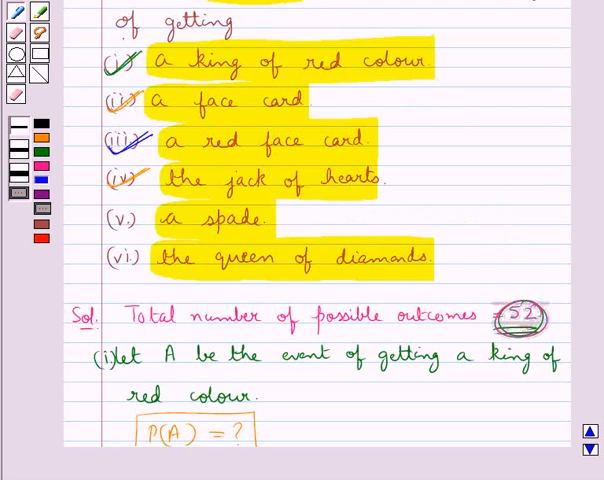 of getting
(i) a king of red colour.
(ii) a face card.
(iii) a red face card.
(iv) the jack of hearts.
(v.) a spade.
(vi.) the queen of diamonds.
Sol. Total number of possible outcomes = 52
(i) let A be the event of getting a king of
red colour.
P(A) = ?